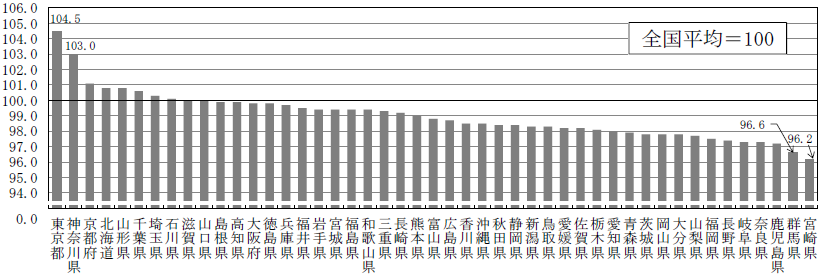 106.0
105.0
104.0
103.0
102.0
101.0
100.0
99.0
98.0
97.0
96.0
95.0
94.0
0.0
104.5
103.0
全国平均＝100
96.6
96.2
東京都
神奈川県
京都府
北海道
山形県
千葉県
埼玉県
石川県
滋賀県
山口県
島根県
高知県
大阪府
徳島県
兵庫県
福井県
岩手県
宮城県
福島県
和歌山県
三重県
長崎県
熊本県
富山県
広島県
香川県
沖縄県
秋田県
静岡県
新潟県
鳥取県
愛媛県
佐賀県
栃木県
愛知県
青森県
茨城県
岡山県
大分県
山梨県
福岡県
長野県
岐阜県
奈良県
鹿児島県
群馬県
宮崎県